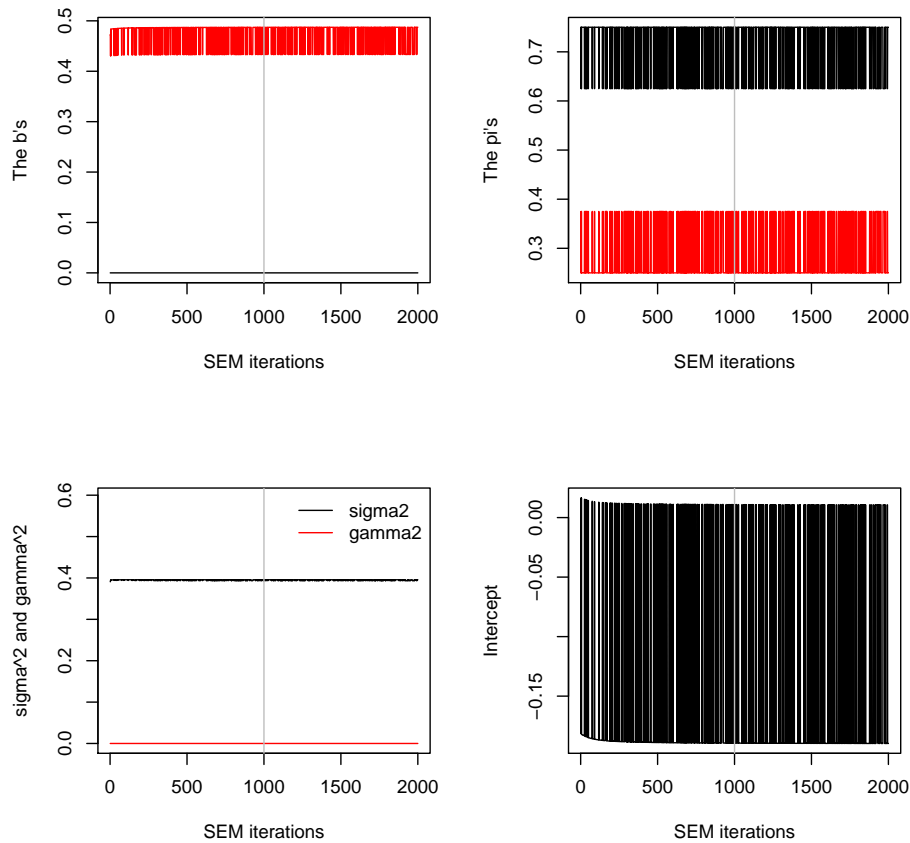 The b's
0.0 0.1 0.2 0.3 0.4 0.5
0 500 1000 1500 2000
SEM iterations
The pi's
0.3 0.4 0.5 0.6 0.7
0 500 1000 1500 2000
SEM iterations
sigma^2 and gamma^2
0.0 0.2 0.4 0.6
sigma2
gamma2
0 500 1000 1500 2000
SEM iterations
Intercept
−0.15 −0.05 0.00
0 500 1000 1500 2000
SEM iterations